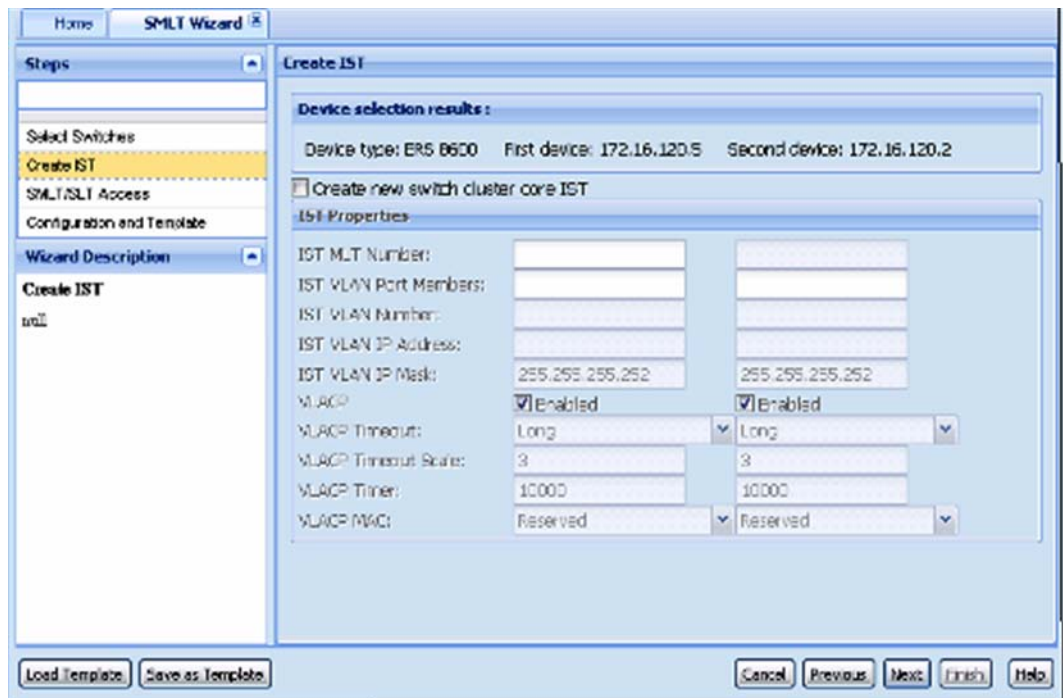 Home SMLT Wizard
Steps
Select Switches
Create IST
SMLT/SLT Access
Configuration and Template
Wizard Description
Create IST
null
Create IST
Device selection results :
Device type: ERS 8600 First device: 172.16.120.5 Second device: 172.16.120.2
Create new switch cluster core IST
IST Properties
IST MLT Number:
IST VLAN Port Members:
IST VLAN Number:
IST VLAN IP Address:
IST VLAN IP Mask: 255.255.255.252 255.255.255.252
VLACP Enabled Enabled
VLACP Timeout: Long Long
VLACP Timeout Scale: 3 3
VLACP Timer: 10000 10000
VLACP MAC: Reserved Reserved
Load Template Save as Template Cancel Previous Next Finish Help